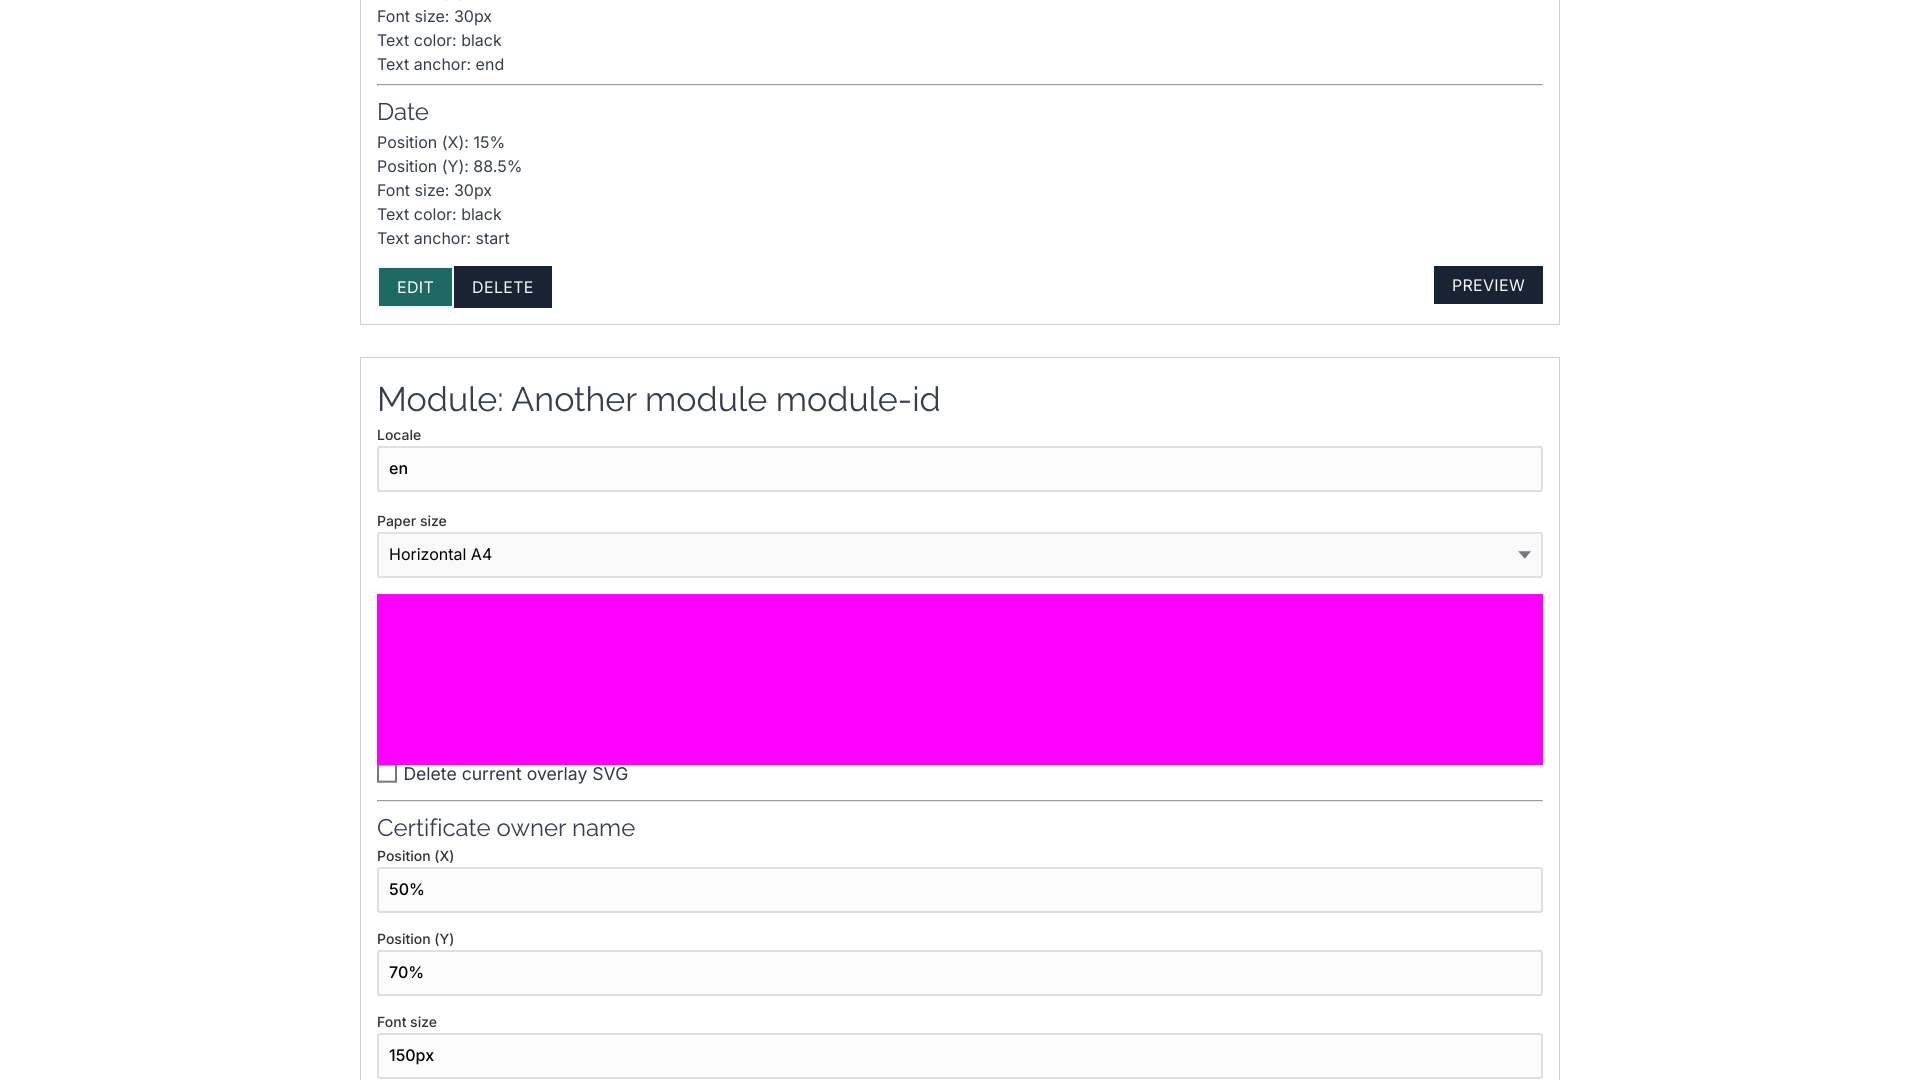 Font size: 30px
Text color: black
Text anchor: end
Date
Position (X): 15%
Position (Y): 88.5%
Font size: 30px
Text color: black
Text anchor: start
EDIT DELETE PREVIEW
Module: Another module module-id
Locale
en
Paper size
Horizontal A4
Delete current overlay SVG
Certificate owner name
Position (X)
50%
Position (Y)
70%
Font size
150px